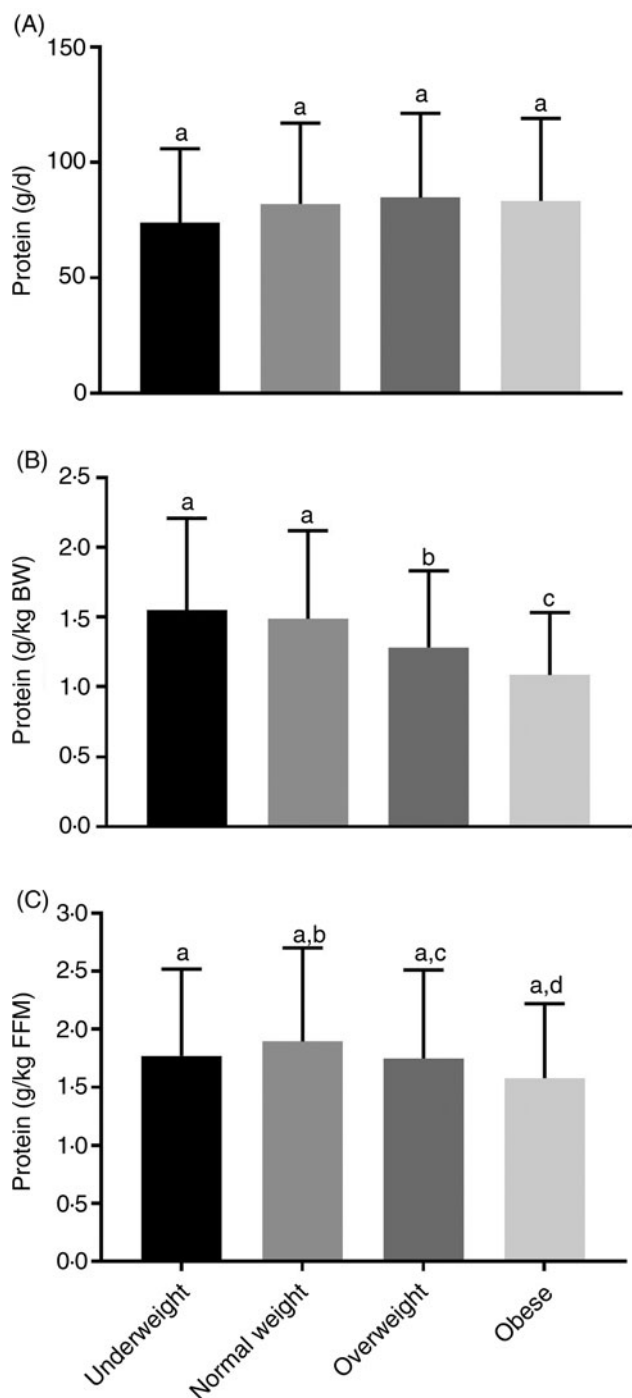 (A)
150
100
50
0
Protein (g/d)
a a a a
(B)
2·5
2·0
1·5
1·0
0·5
0·0
Protein (g/kg BW)
a a b c
(C)
3·0
2·5
2·0
1·5
1·0
0·5
0·0
Protein (g/kg FFM)
a a,b a,c a,d
Underweight
Normal weight
Overweight
Obese